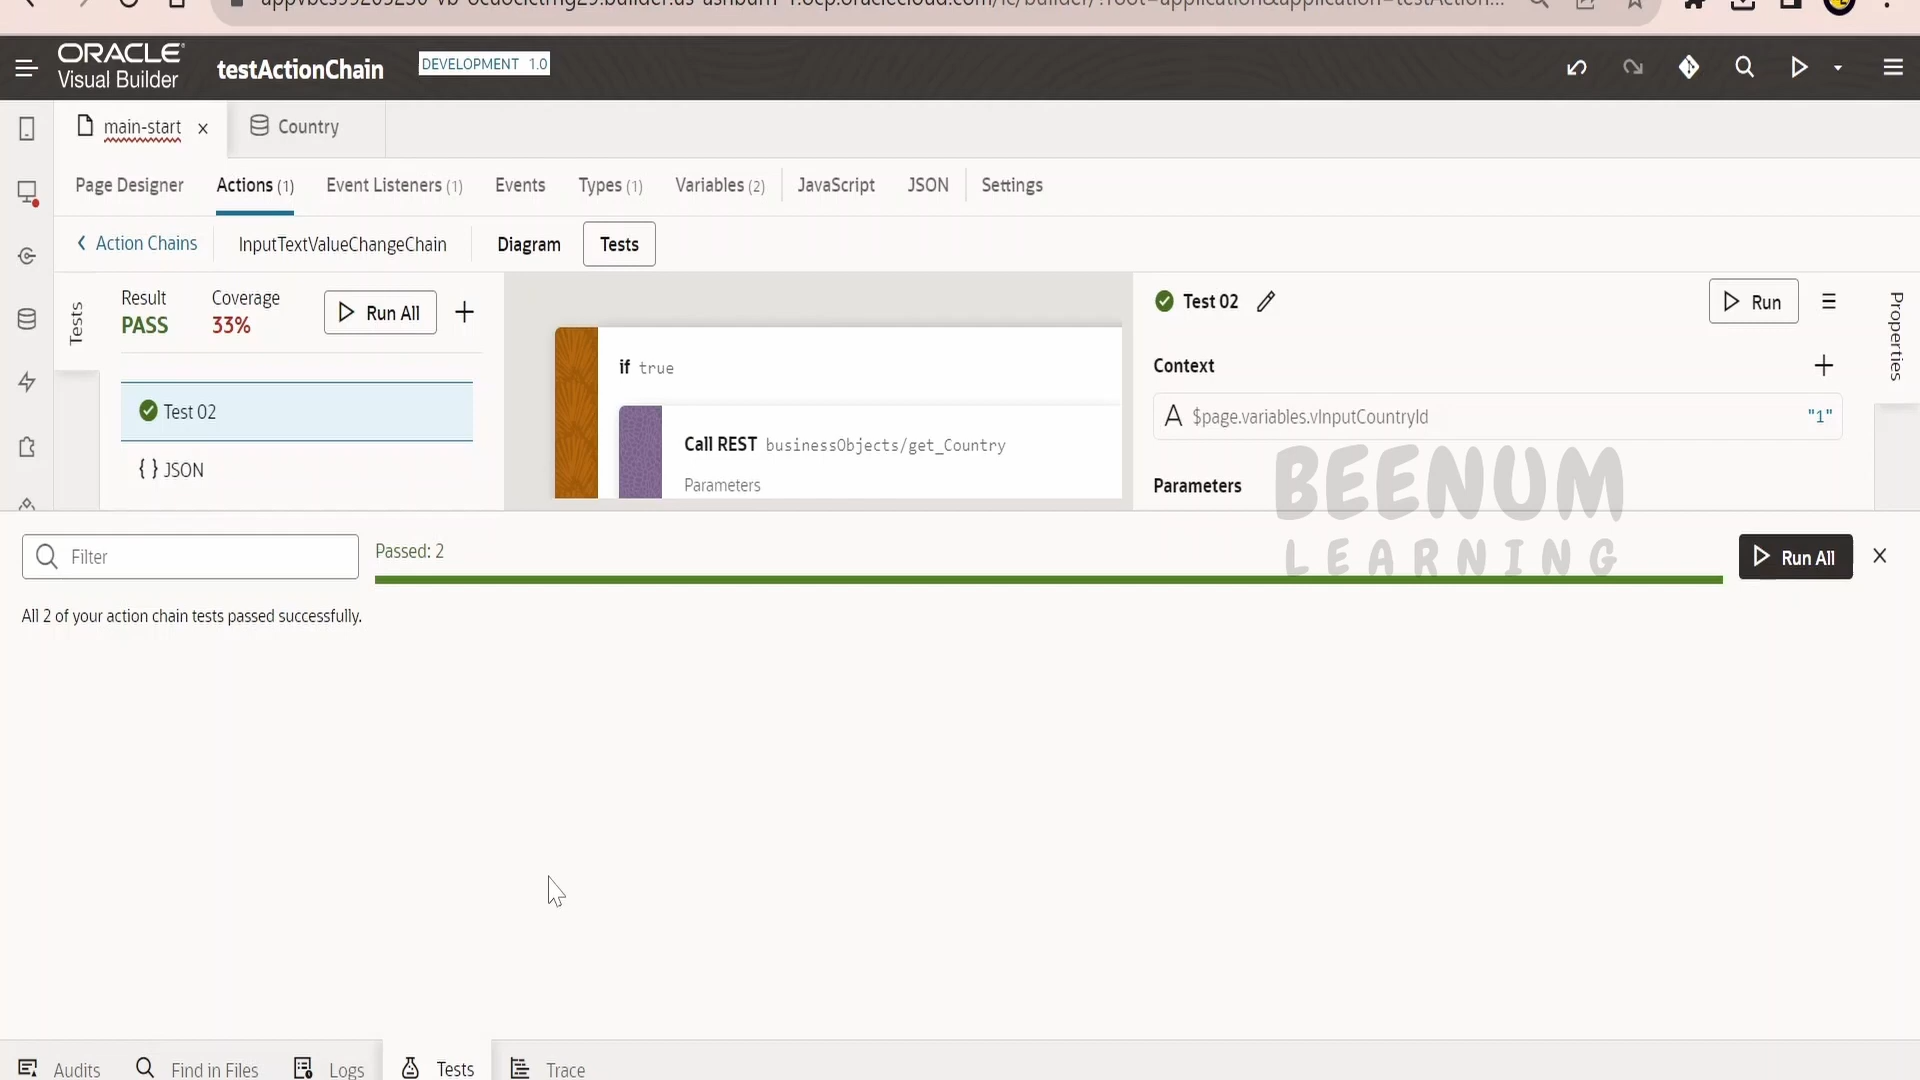 ORACLE
Visual Builder
testActionChain
DEVELOPMENT 1.0
main-start
Country
Page Designer
Actions (1)
Event Listeners (1)
Events
Types (1)
Variables (2)
JavaScript
JSON
Settings
Action Chains
InputTextValueChangeChain
Diagram
Tests
Tests
Result
PASS
Coverage
33%
Run All
Test 02
{ } JSON
if true
Call REST businessObjects/get_Country
Parameters
Test 02
Run
Properties
Context
A $page.variables.vInputCountryId
"1"
Parameters
BEENUM
LEARNING
Filter
Passed: 2
Run All
All 2 of your action chain tests passed successfully.
Audits
Find in Files
Logs
Tests
Trace